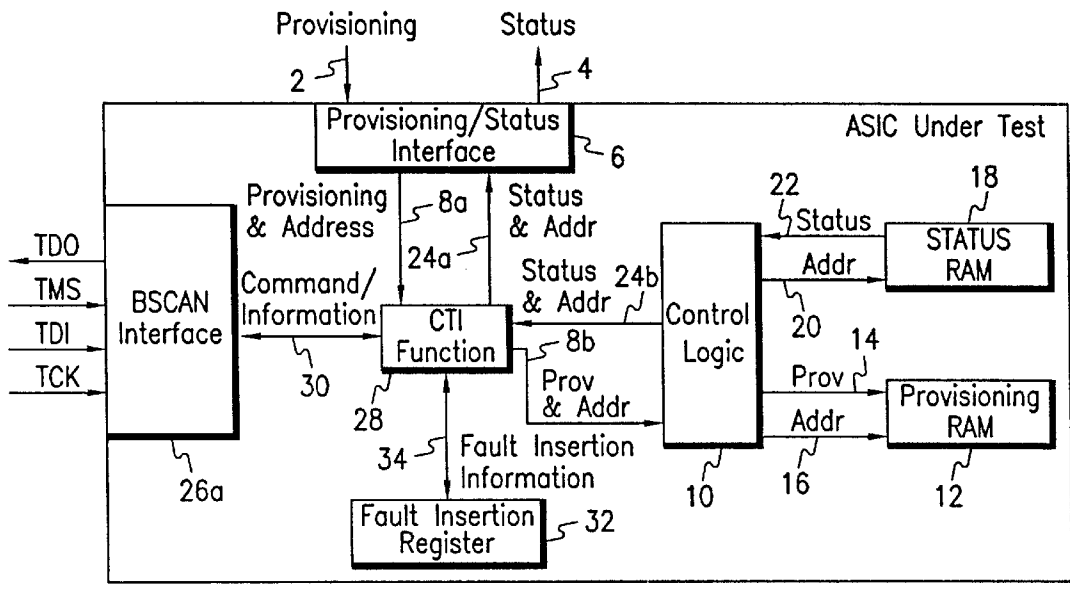 Provisioning
Status
2
4
Provisioning/Status
Interface
6
ASIC Under Test
Provisioning
& Address
8a
Status
& Addr
24a
22
18
Status
STATUS
RAM
Addr
20
TDO
TMS
TDI
TCK
BSCAN
Interface
26a
Command/
Information
30
CTI
Function
28
Status
& Addr
24b
8b
Prov
& Addr
Control
Logic
10
14
Prov
Addr
16
Provisioning
RAM
12
34
Fault Insertion
Information
Fault Insertion
Register
32